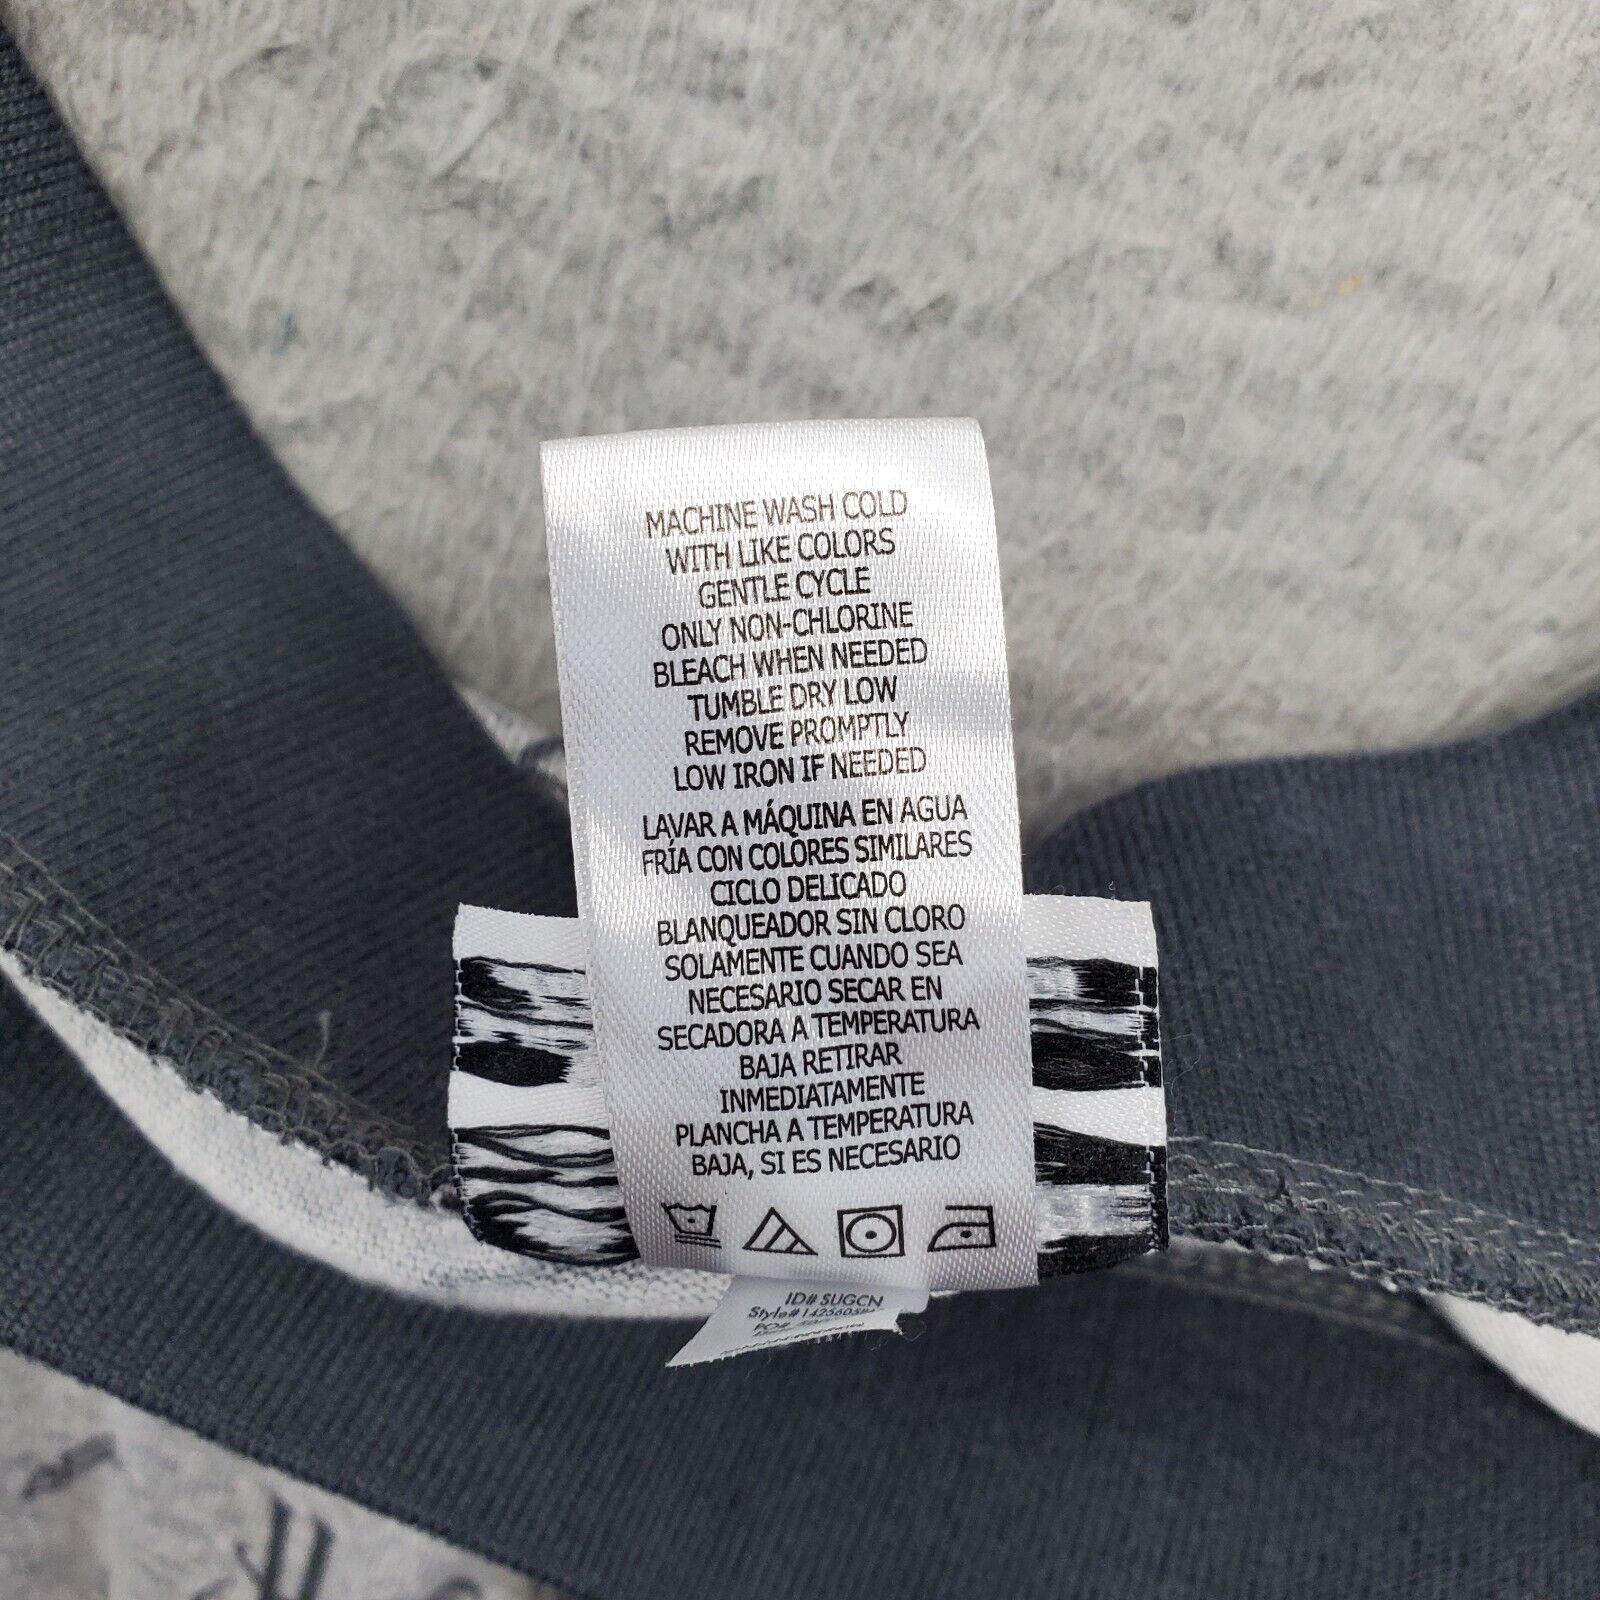 MACHINE WASH COLD
WITH LIKE COLORS
GENTLE CYCLE
ONLY NON-CHLORINE
BLEACH WHEN NEEDED
TUMBLE DRY LOW
REMOVE PROMPTLY
LOW IRON IF NEEDED
LAVAR A MÁQUINA EN AGUA
FRÍA CON COLORES SIMILARES
CICLO DELICADO
BLANQUEADOR SIN CLORO
SOLAMENTE CUANDO SEA
NECESARIO SECAR EN
SECADORA A TEMPERATURA
BAJA RETIRAR
INMEDIATAMENTE
PLANCHA A TEMPERATURA
BAJA, SI ES NECESARIO
ID# SUGCN
Style#
PO#